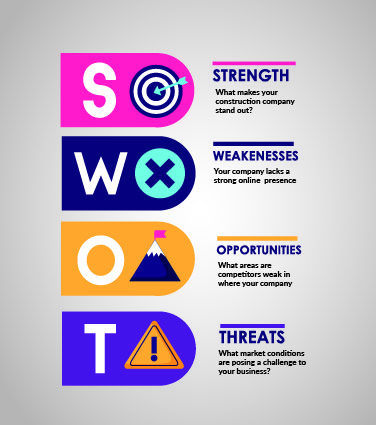 S
STRENGTH
What makes your
construction company
stand out?
W
WEAKENESSES
Your company lacks a
strong online presence
O
OPPORTUNITIES
What areas are
competitors weak in
where your company
T
THREATS
What market conditions
are posing a challenge to
your business?